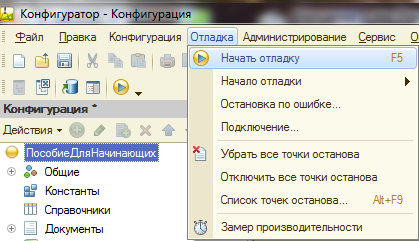 Конфигуратор - Конфигурация
Файл Правка Конфигурация Отладка Администрирование Сервис О
Начать отладку F5
Начало отладки
Остановка по ошибке...
Подключение...
Убрать все точки останова
Отключить все точки останова
Список точек останова... Alt+F9
Замер производительности
Конфигурация *
Действия
ПособиеДляНачинающих
Общие
Константы
Справочники
Документы